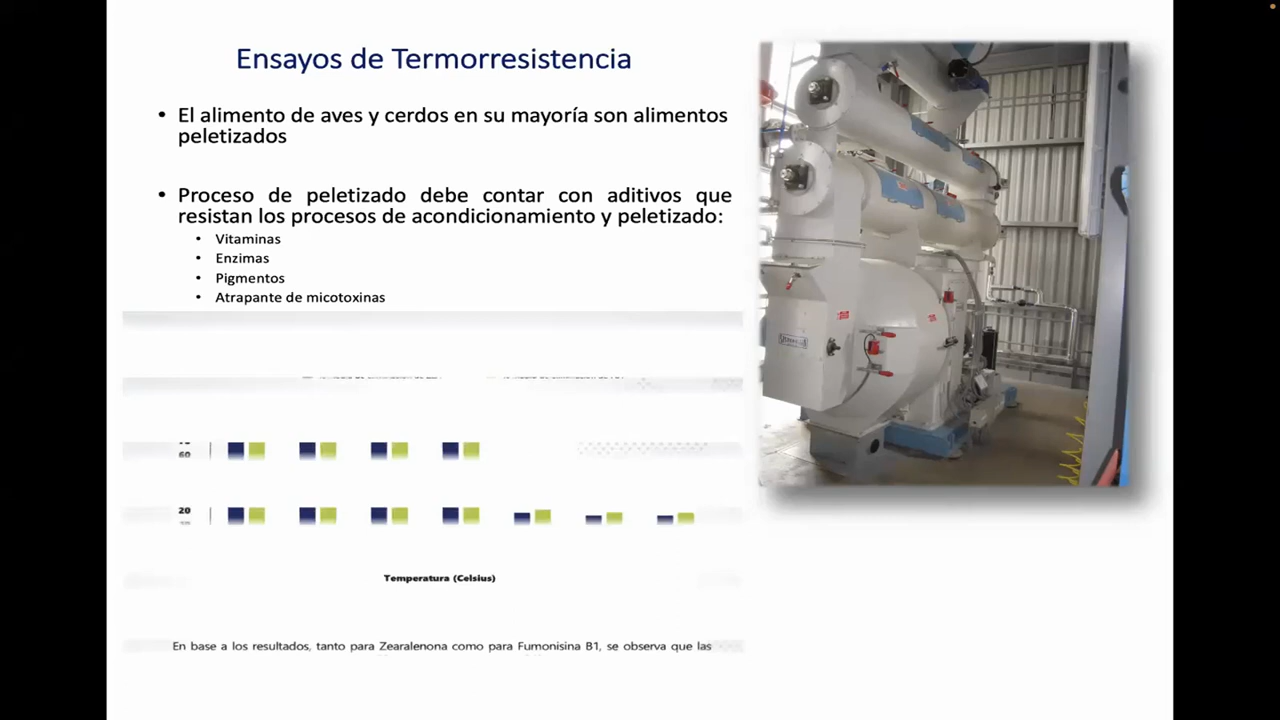 Ensayos de Termorresistencia
• El alimento de aves y cerdos en su mayoría son alimentos
peletizados
• Proceso de peletizado debe contar con aditivos que
resistan los procesos de acondicionamiento y peletizado:
• Vitaminas
• Enzimas
• Pigmentos
• Atrapante de micotoxinas
60
20
Temperatura (Celsius)
En base a los resultados, tanto para Zearalenona como para Fumonisina B1, se observa que las